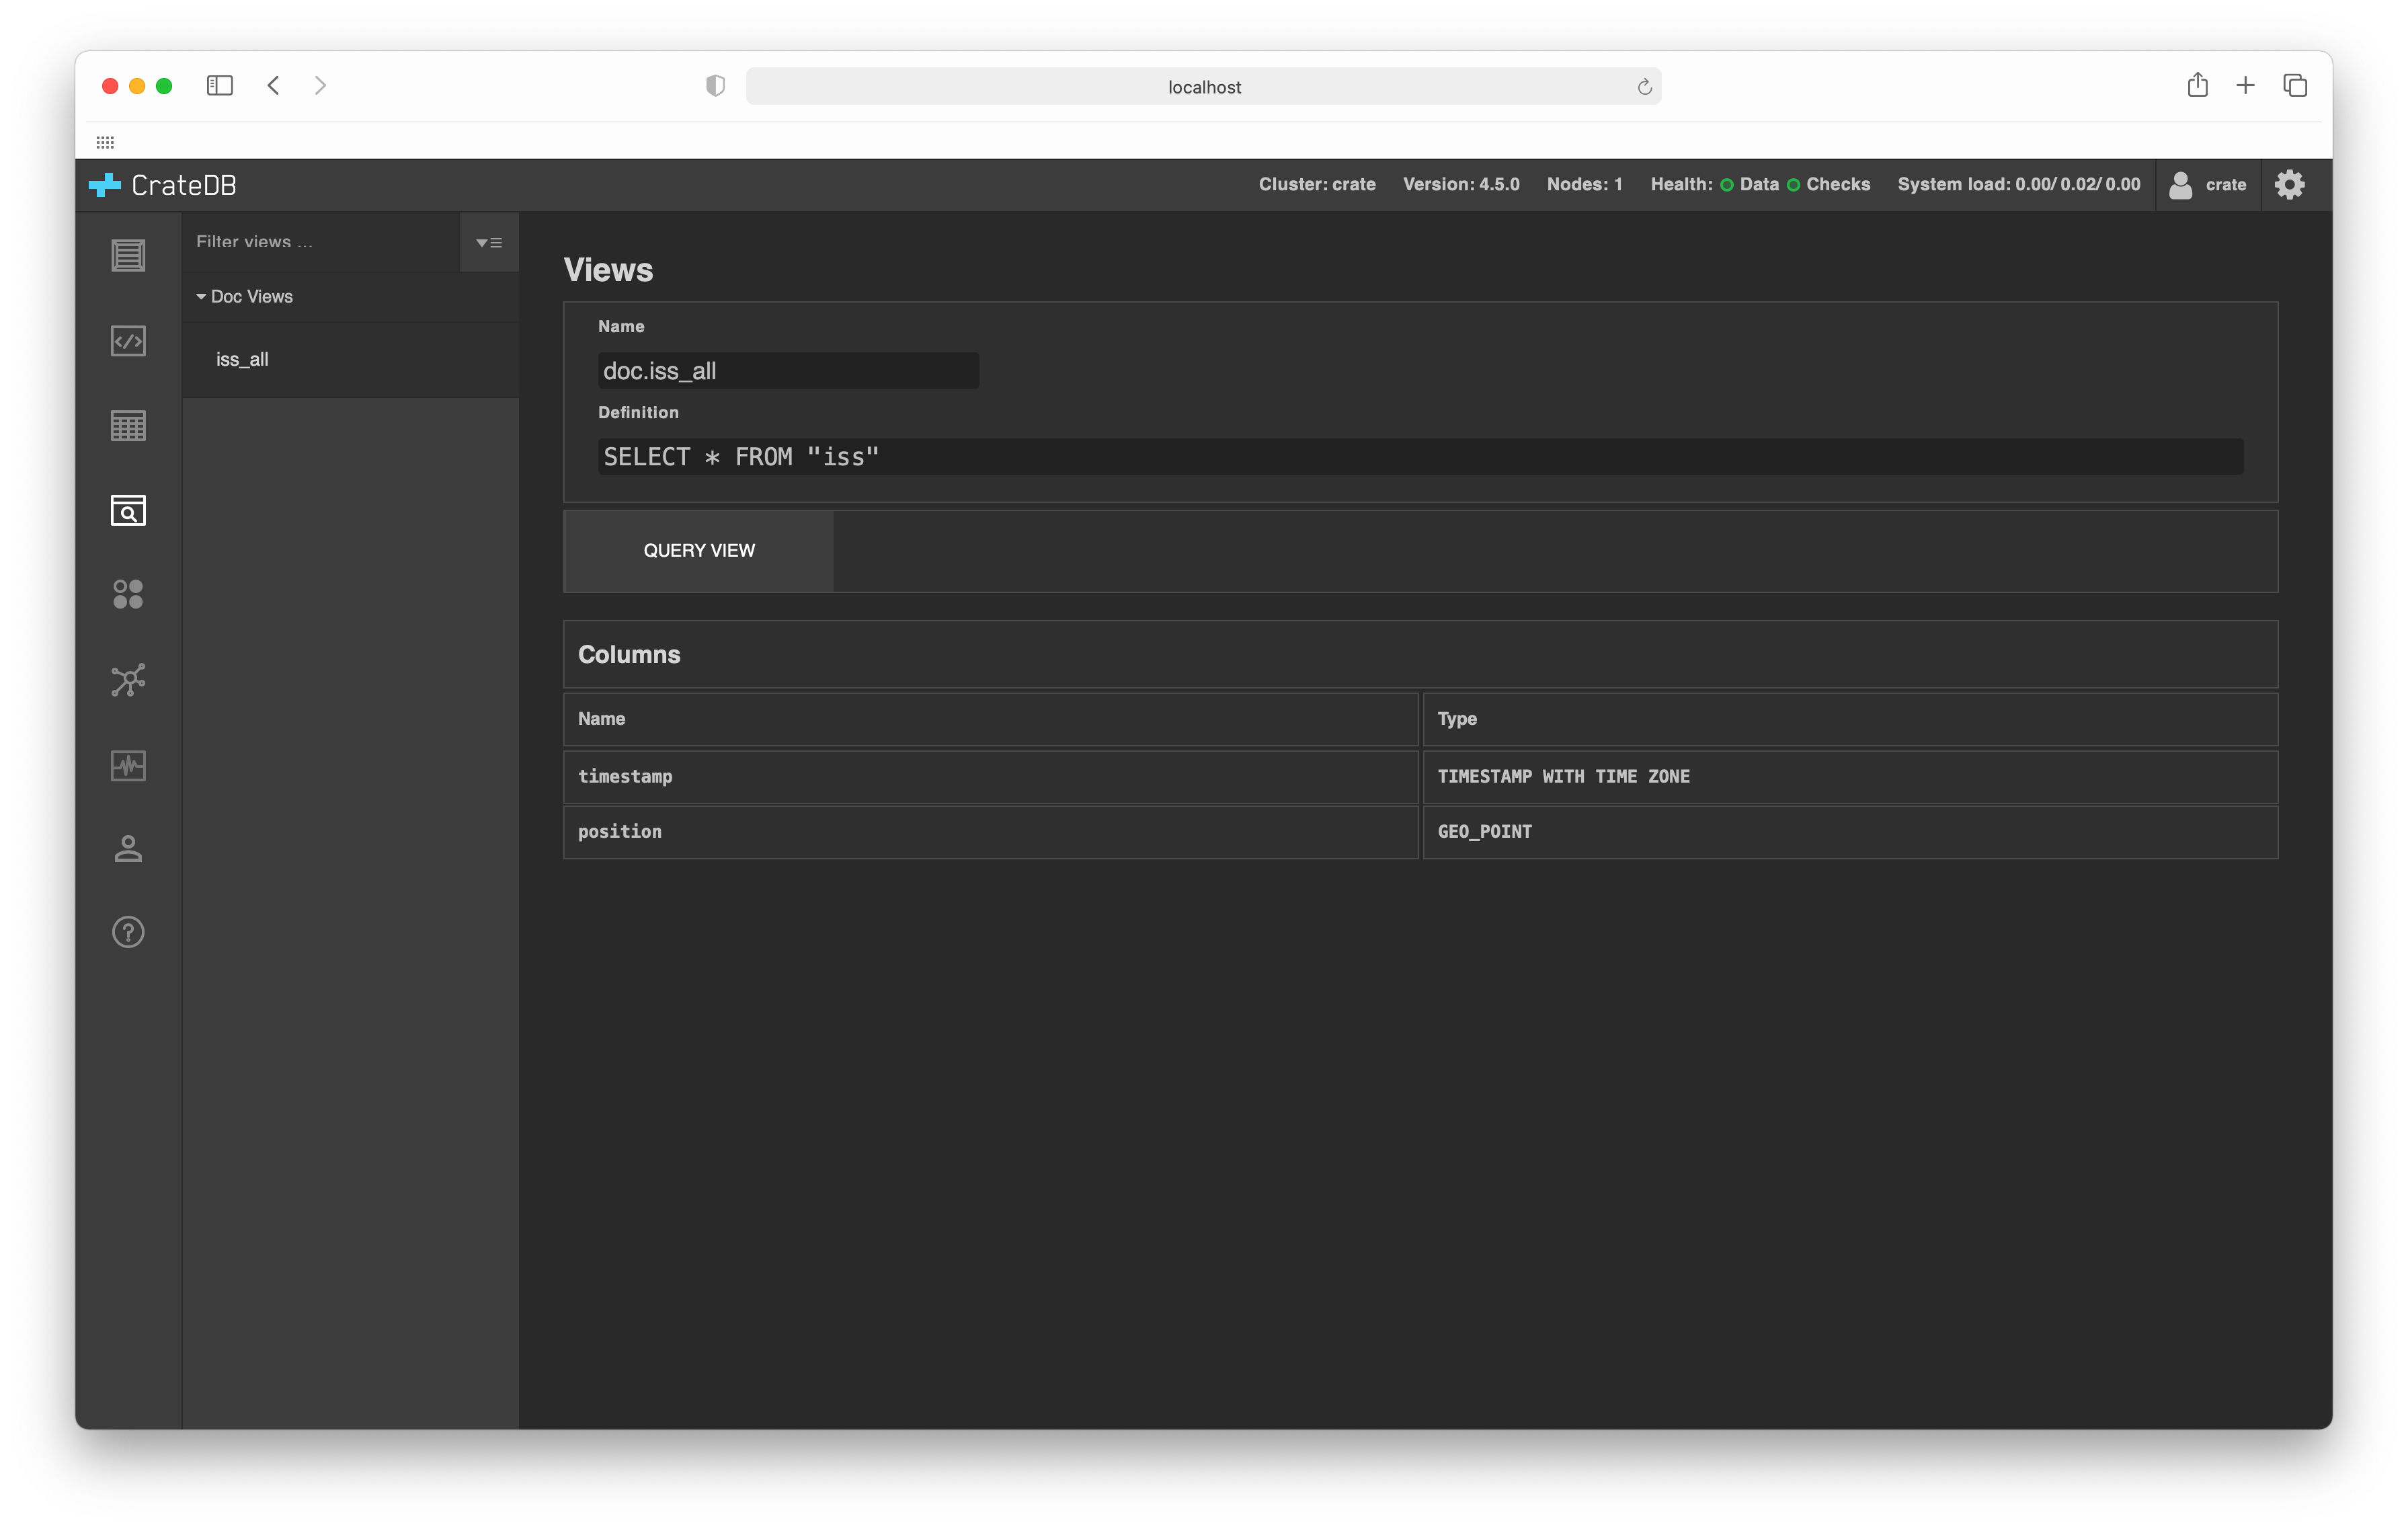 localhost
CrateDB
Cluster: crate Version: 4.5.0 Nodes: 1 Health: Data Checks System load: 0.00/ 0.02/ 0.00 crate
Filter views ...
Doc Views
iss_all
Views
Name
doc.iss_all
Definition
SELECT * FROM "iss"
QUERY VIEW
Columns
Name Type
timestamp TIMESTAMP WITH TIME ZONE
position GEO_POINT